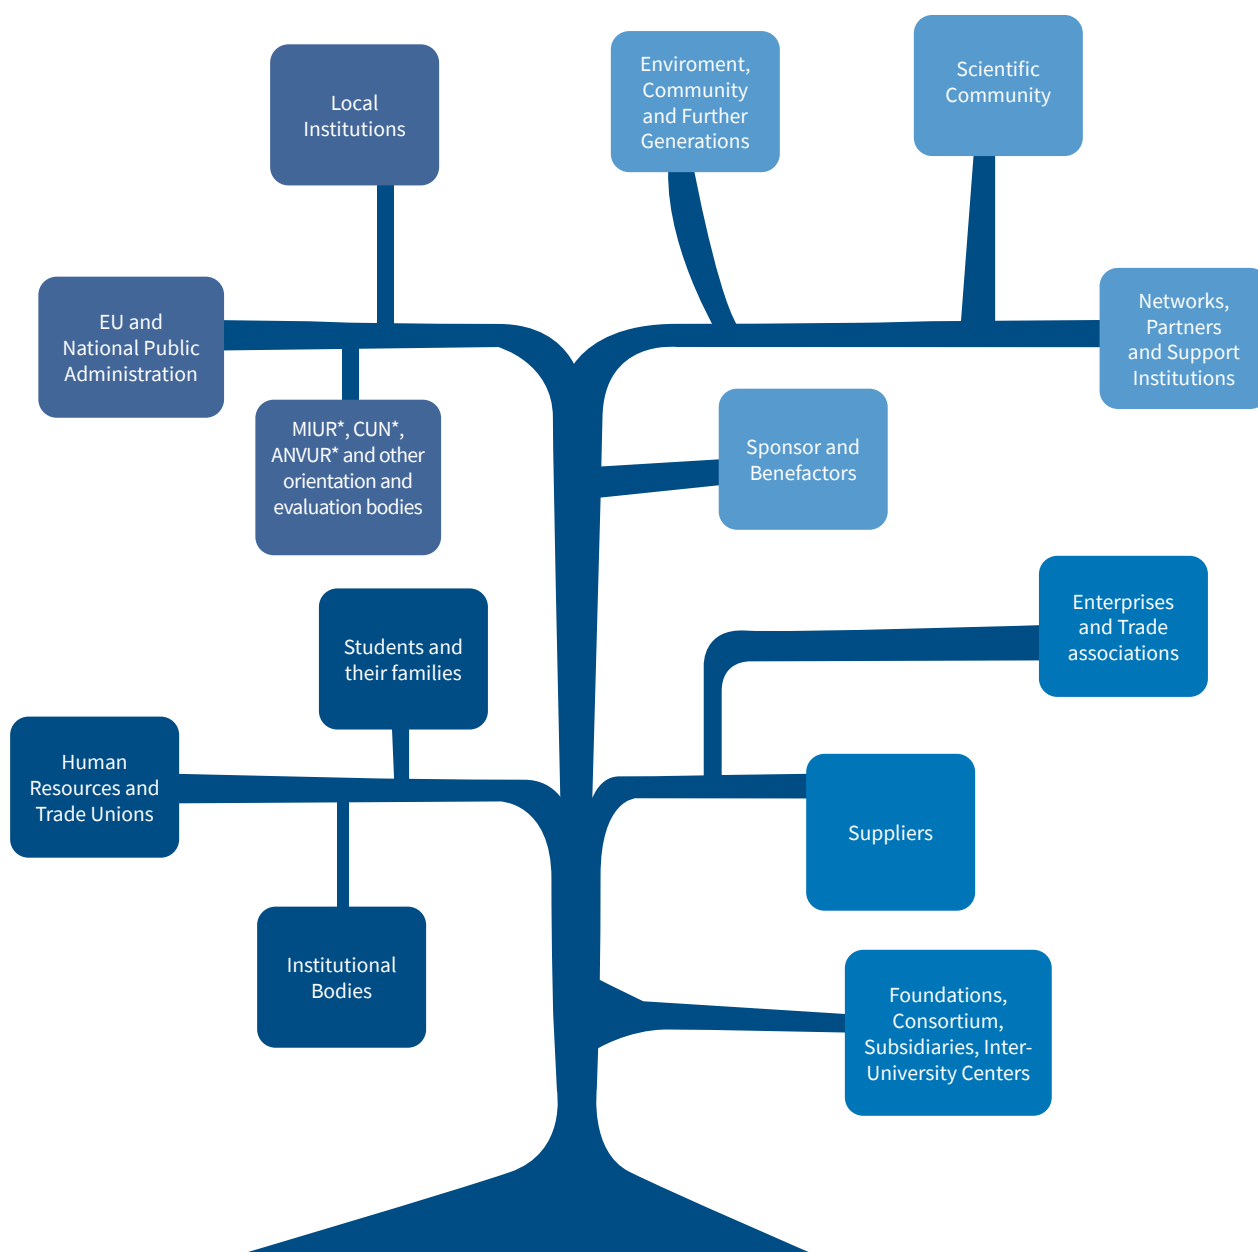 Local
Institutions
Enviroment,
Community
and Further
Generations
Scientific
Community
EU and
National Public
Administration
Networks,
Partners
and Support
Institutions
MIUR*, CUN*,
ANVUR* and other
orientation and
evaluation bodies
Sponsor and
Benefactors
Students and
their families
Enterprises
and Trade
associations
Human
Resources and
Trade Unions
Suppliers
Institutional
Bodies
Foundations,
Consortium,
Subsidiaries, Inter-
University Centers